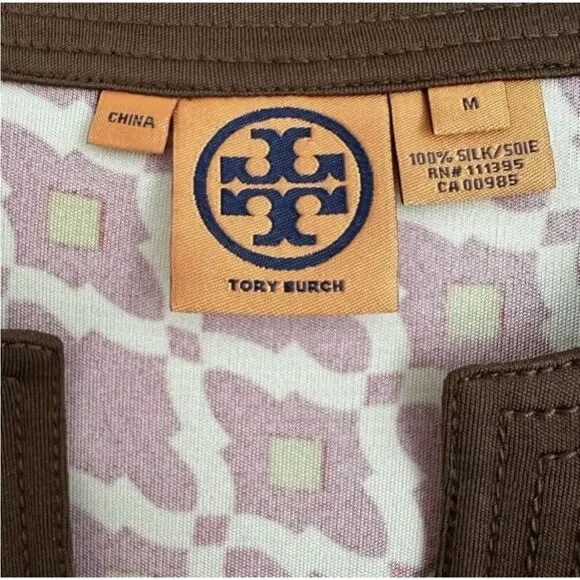 CHINA
TORY BURCH
M
100% SILK/SOIE
RN# 111395
CA 00985